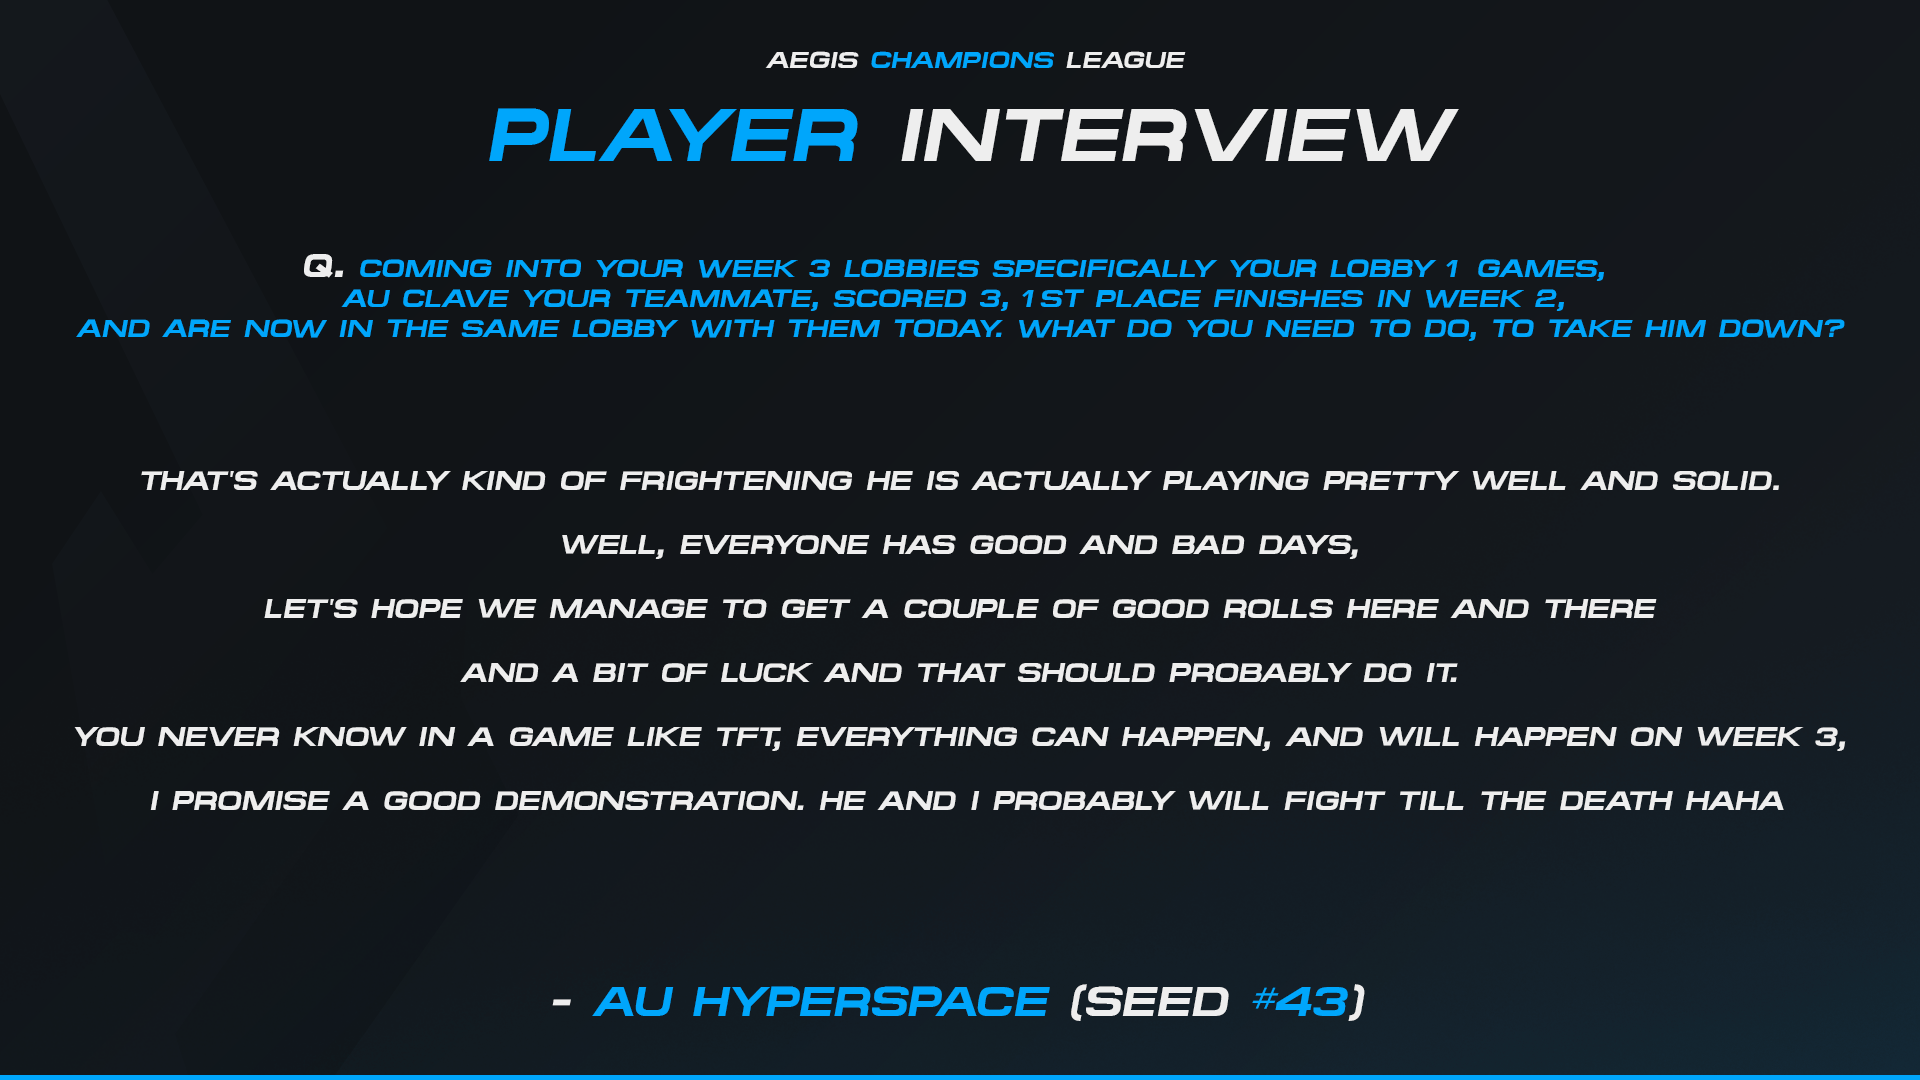 AEGIS CHAMPIONS LEAGUE
PLAYER INTERVIEW
Q. COMING INTO YOUR WEEK 3 LOBBIES SPECIFICALLY YOUR LOBBY 1 GAMES,
AU CLAVE YOUR TEAMMATE, SCORED 3, 1ST PLACE FINISHES IN WEEK 2,
AND ARE NOW IN THE SAME LOBBY WITH THEM TODAY. WHAT DO YOU NEED TO DO, TO TAKE HIM DOWN?
THAT'S ACTUALLY KIND OF FRIGHTENING HE IS ACTUALLY PLAYING PRETTY WELL AND SOLID.
WELL, EVERYONE HAS GOOD AND BAD DAYS,
LET'S HOPE WE MANAGE TO GET A COUPLE OF GOOD ROLLS HERE AND THERE
AND A BIT OF LUCK AND THAT SHOULD PROBABLY DO IT.
YOU NEVER KNOW IN A GAME LIKE TFT, EVERYTHING CAN HAPPEN, AND WILL HAPPEN ON WEEK 3,
I PROMISE A GOOD DEMONSTRATION. HE AND I PROBABLY WILL FIGHT TILL THE DEATH HAHA
- AU HYPERSPACE (SEED #43)